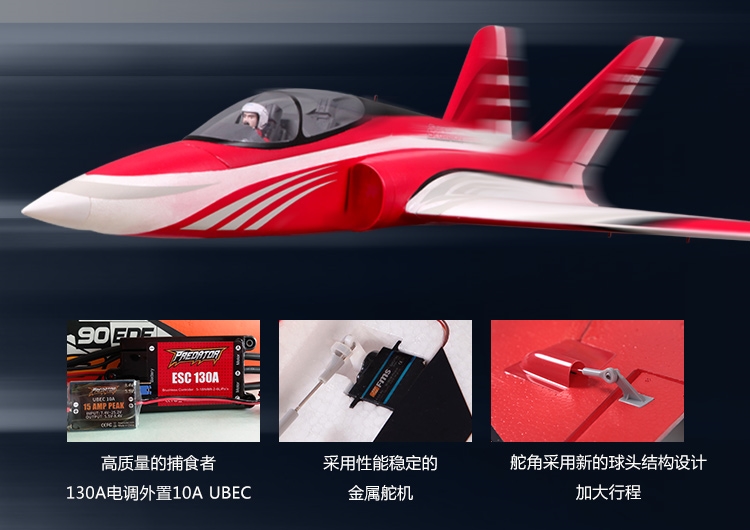 90 EDF
PREDATOR
ESC 130A
UBEC 10A
15 AMP PEAK
FMS
高质量的捕食者
130A电调外置10A UBEC
采用性能稳定的
金属舵机
舵角采用新的球头结构设计
加大行程